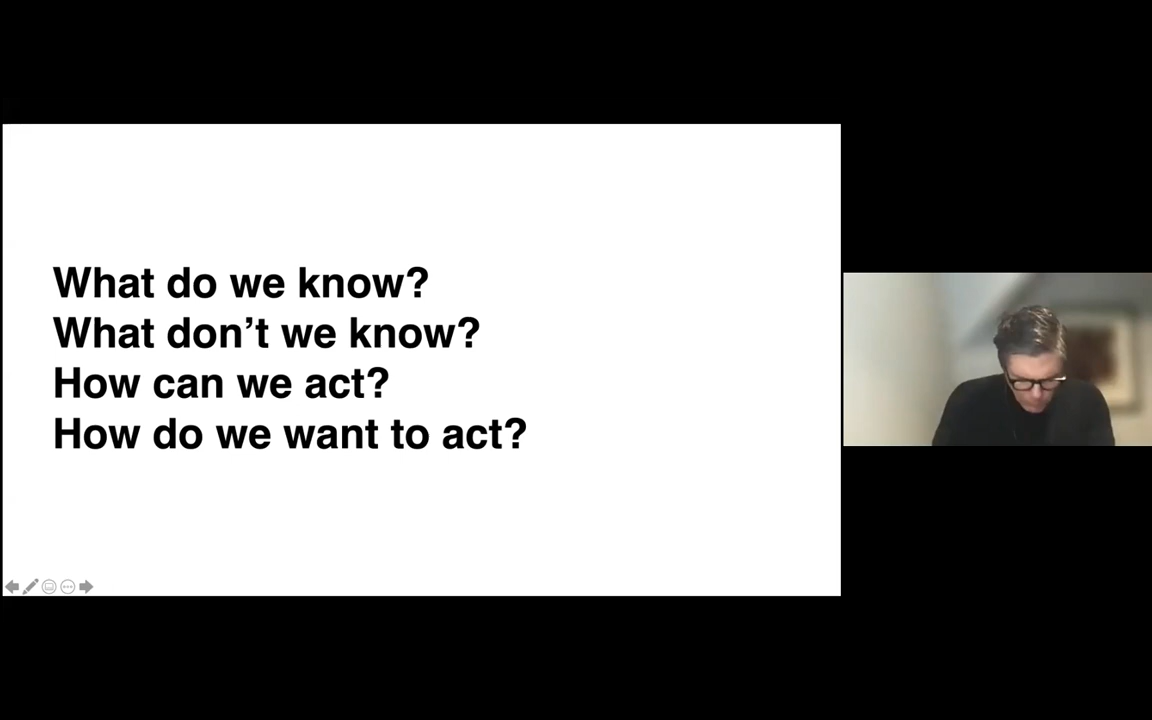 What do we know?
What don’t we know?
How can we act?
How do we want to act?